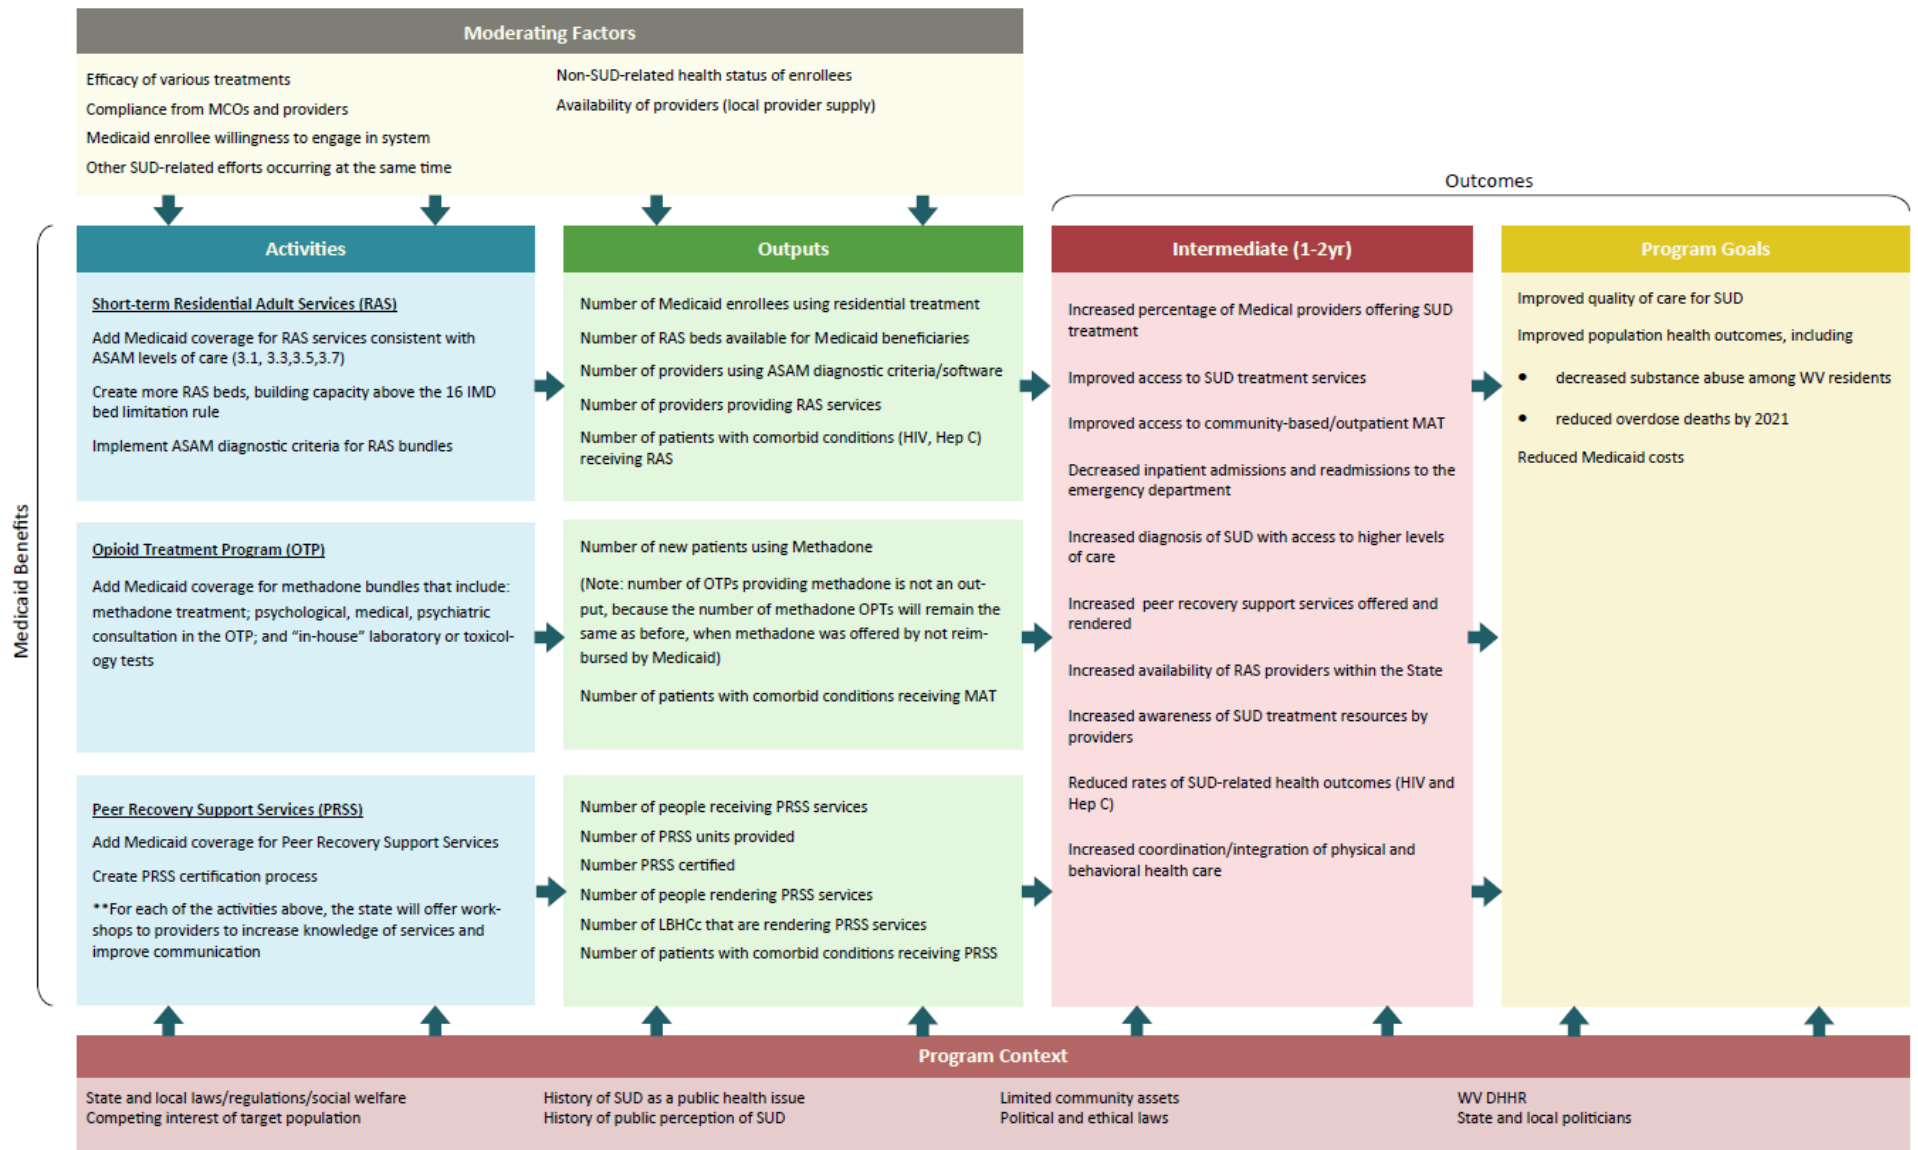 Moderating Factors
Efficacy of various treatments
Compliance from MCOs and providers
Medicaid enrollee willingness to engage in system
Other SUD-related efforts occurring at the same time
Non-SUD-related health status of enrollees
Availability of providers (local provider supply)
Outcomes
Medicaid Benefits
Activities
Short-term Residential Adult Services (RAS)
Add Medicaid coverage for RAS services consistent with
ASAM levels of care (3.1, 3.3,3.5,3.7)
Create more RAS beds, building capacity above the 16 IMD
bed limitation rule
Implement ASAM diagnostic criteria for RAS bundles
Opioid Treatment Program (OTP)
Add Medicaid coverage for methadone bundles that include:
methadone treatment; psychological, medical, psychiatric
consultation in the OTP; and “in-house” laboratory or toxicol-
ogy tests
Peer Recovery Support Services (PRSS)
Add Medicaid coverage for Peer Recovery Support Services
Create PRSS certification process
**For each of the activities above, the state will offer work-
shops to providers to increase knowledge of services and
improve communication
Outputs
Number of Medicaid enrollees using residential treatment
Number of RAS beds available for Medicaid beneficiaries
Number of providers using ASAM diagnostic criteria/software
Number of providers providing RAS services
Number of patients with comorbid conditions (HIV, Hep C)
receiving RAS
Number of new patients using Methadone
(Note: number of OTPs providing methadone is not an out-
put, because the number of methadone OPTs will remain the
same as before, when methadone was offered by not reim-
bursed by Medicaid)
Number of patients with comorbid conditions receiving MAT
Number of people receiving PRSS services
Number of PRSS units provided
Number PRSS certified
Number of people rendering PRSS services
Number of LBHCc that are rendering PRSS services
Number of patients with comorbid conditions receiving PRSS
Intermediate (1-2yr)
Increased percentage of Medical providers offering SUD
treatment
Improved access to SUD treatment services
Improved access to community-based/outpatient MAT
Decreased inpatient admissions and readmissions to the
emergency department
Increased diagnosis of SUD with access to higher levels
of care
Increased peer recovery support services offered and
rendered
Increased availability of RAS providers within the State
Increased awareness of SUD treatment resources by
providers
Reduced rates of SUD-related health outcomes (HIV and
Hep C)
Increased coordination/integration of physical and
behavioral health care
Program Goals
Improved quality of care for SUD
Improved population health outcomes, including
• decreased substance abuse among WV residents
• reduced overdose deaths by 2021
Reduced Medicaid costs
Program Context
State and local laws/regulations/social welfare
Competing interest of target population
History of SUD as a public health issue
History of public perception of SUD
Limited community assets
Political and ethical laws
WV DHHR
State and local politicians